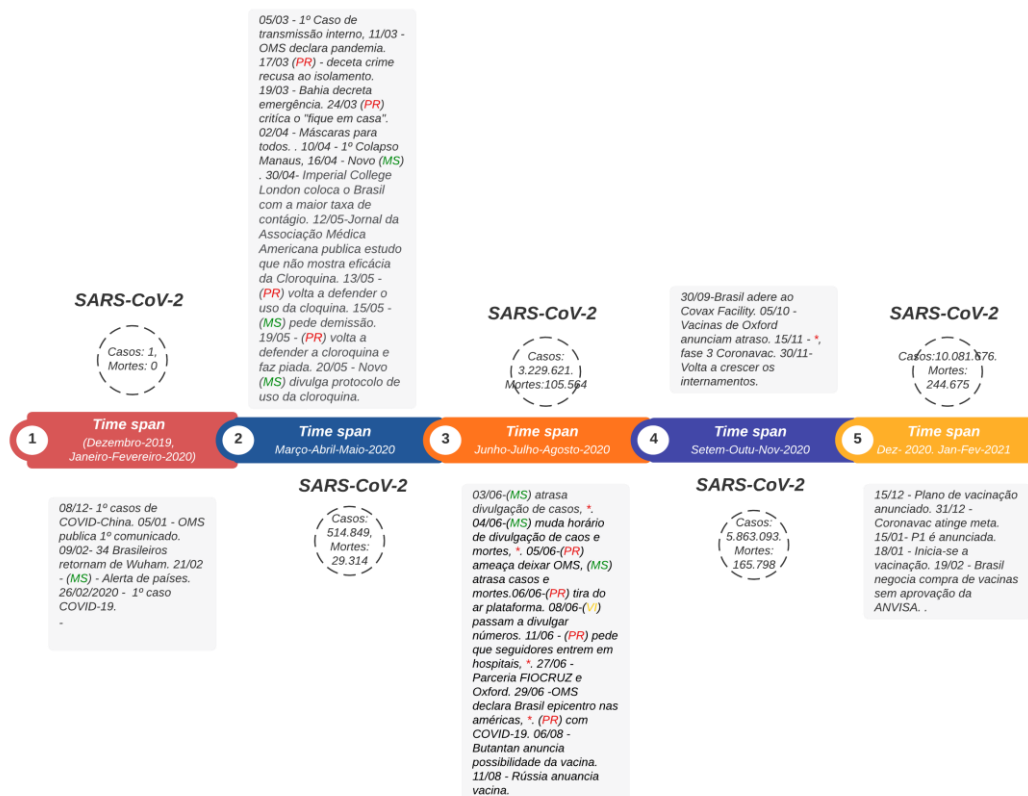 05/03 - 1º Caso de
transmissão interno, 11/03 -
OMS declara pandemia.
17/03 (PR) - deceta crime
recusa ao isolamento.
19/03 - Bahia decreta
emergência. 24/03 (PR)
critíca o "fique em casa".
02/04 - Máscaras para
todos. . 10/04 - 1º Colapso
Manaus, 16/04 - Novo (MS)
. 30/04- Imperial College
London coloca o Brasil
com a maior taxa de
contágio. 12/05-Jornal da
Associação Médica
Americana publica estudo
que não mostra eficácia
da Cloroquina. 13/05 -
(PR) volta a defender o
uso da cloquina. 15/05 -
(MS) pede demissão.
19/05 - (PR) volta a
defender a cloroquina e
faz piada. 20/05 - Novo
(MS) divulga protocolo de
uso da cloroquina.
SARS-CoV-2
Casos: 1,
Mortes: 0
SARS-CoV-2
Casos:
3.229.621.
Mortes:105.564
30/09-Brasil adere ao
Covax Facility. 05/10 -
Vacinas de Oxford
anunciam atraso. 15/11 - *,
fase 3 Coronavac. 30/11-
Volta a crescer os
internamentos.
SARS-CoV-2
Casos:10.081.676.
Mortes:
244.675
1
Time span
(Dezembro-2019,
Janeiro-Fevereiro-2020)
2
Time span
Março-Abril-Maio-2020
3
Time span
Junho-Julho-Agosto-2020
4
Time span
Setem-Outu-Nov-2020
5
Time span
Dez- 2020. Jan-Fev-2021
08/12- 1º casos de
COVID-China. 05/01 - OMS
publica 1º comunicado.
09/02- 34 Brasileiros
retornam de Wuham. 21/02
- (MS) - Alerta de países.
26/02/2020 - 1º caso
COVID-19.
-
SARS-CoV-2
Casos:
514.849,
Mortes:
29.314
03/06-(MS) atrasa
divulgação de casos, *.
04/06-(MS) muda horário
de divulgação de caos e
mortes, *. 05/06-(PR)
ameaça deixar OMS, (MS)
atrasa casos e
mortes.06/06-(PR) tira do
ar plataforma. 08/06-(VI)
passam a divulgar
números. 11/06 - (PR) pede
que seguidores entrem em
hospitais, *. 27/06 -
Parceria FIOCRUZ e
Oxford. 29/06 -OMS
declara Brasil epicentro nas
américas, *. (PR) com
COVID-19. 06/08 -
Butantan anuncia
possibilidade da vacina.
11/08 - Rússia anuancia
vacina.
SARS-CoV-2
Casos:
5.863.093.
Mortes:
165.798
15/12 - Plano de vacinação
anunciado. 31/12 -
Coronavac atinge meta.
15/01- P1 é anunciada.
18/01 - Inicia-se a
vacinação. 19/02 - Brasil
negocia compra de vacinas
sem aprovação da
ANVISA. .